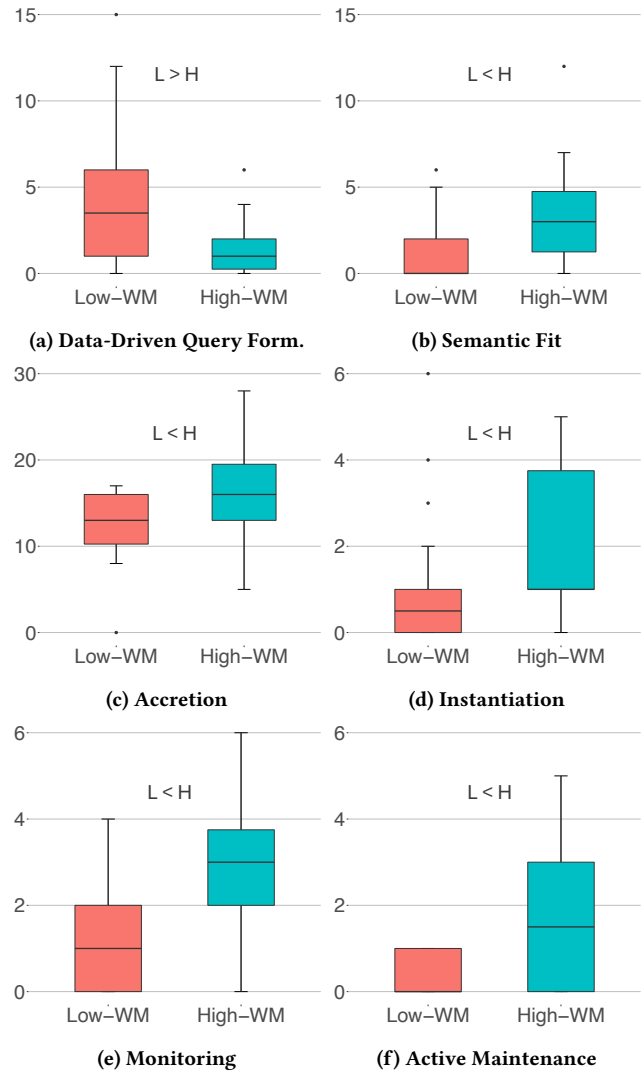 15
10
5
0
L > H
Low−WM High−WM
(a) Data-Driven Query Form.
15
10
5
0
L < H
Low−WM High−WM
(b) Semantic Fit
30
20
10
0
L < H
Low−WM High−WM
(c) Accretion
6
4
2
0
L < H
Low−WM High−WM
(d) Instantiation
6
4
2
0
L < H
Low−WM High−WM
(e) Monitoring
6
4
2
0
L < H
Low−WM High−WM
(f) Active Maintenance